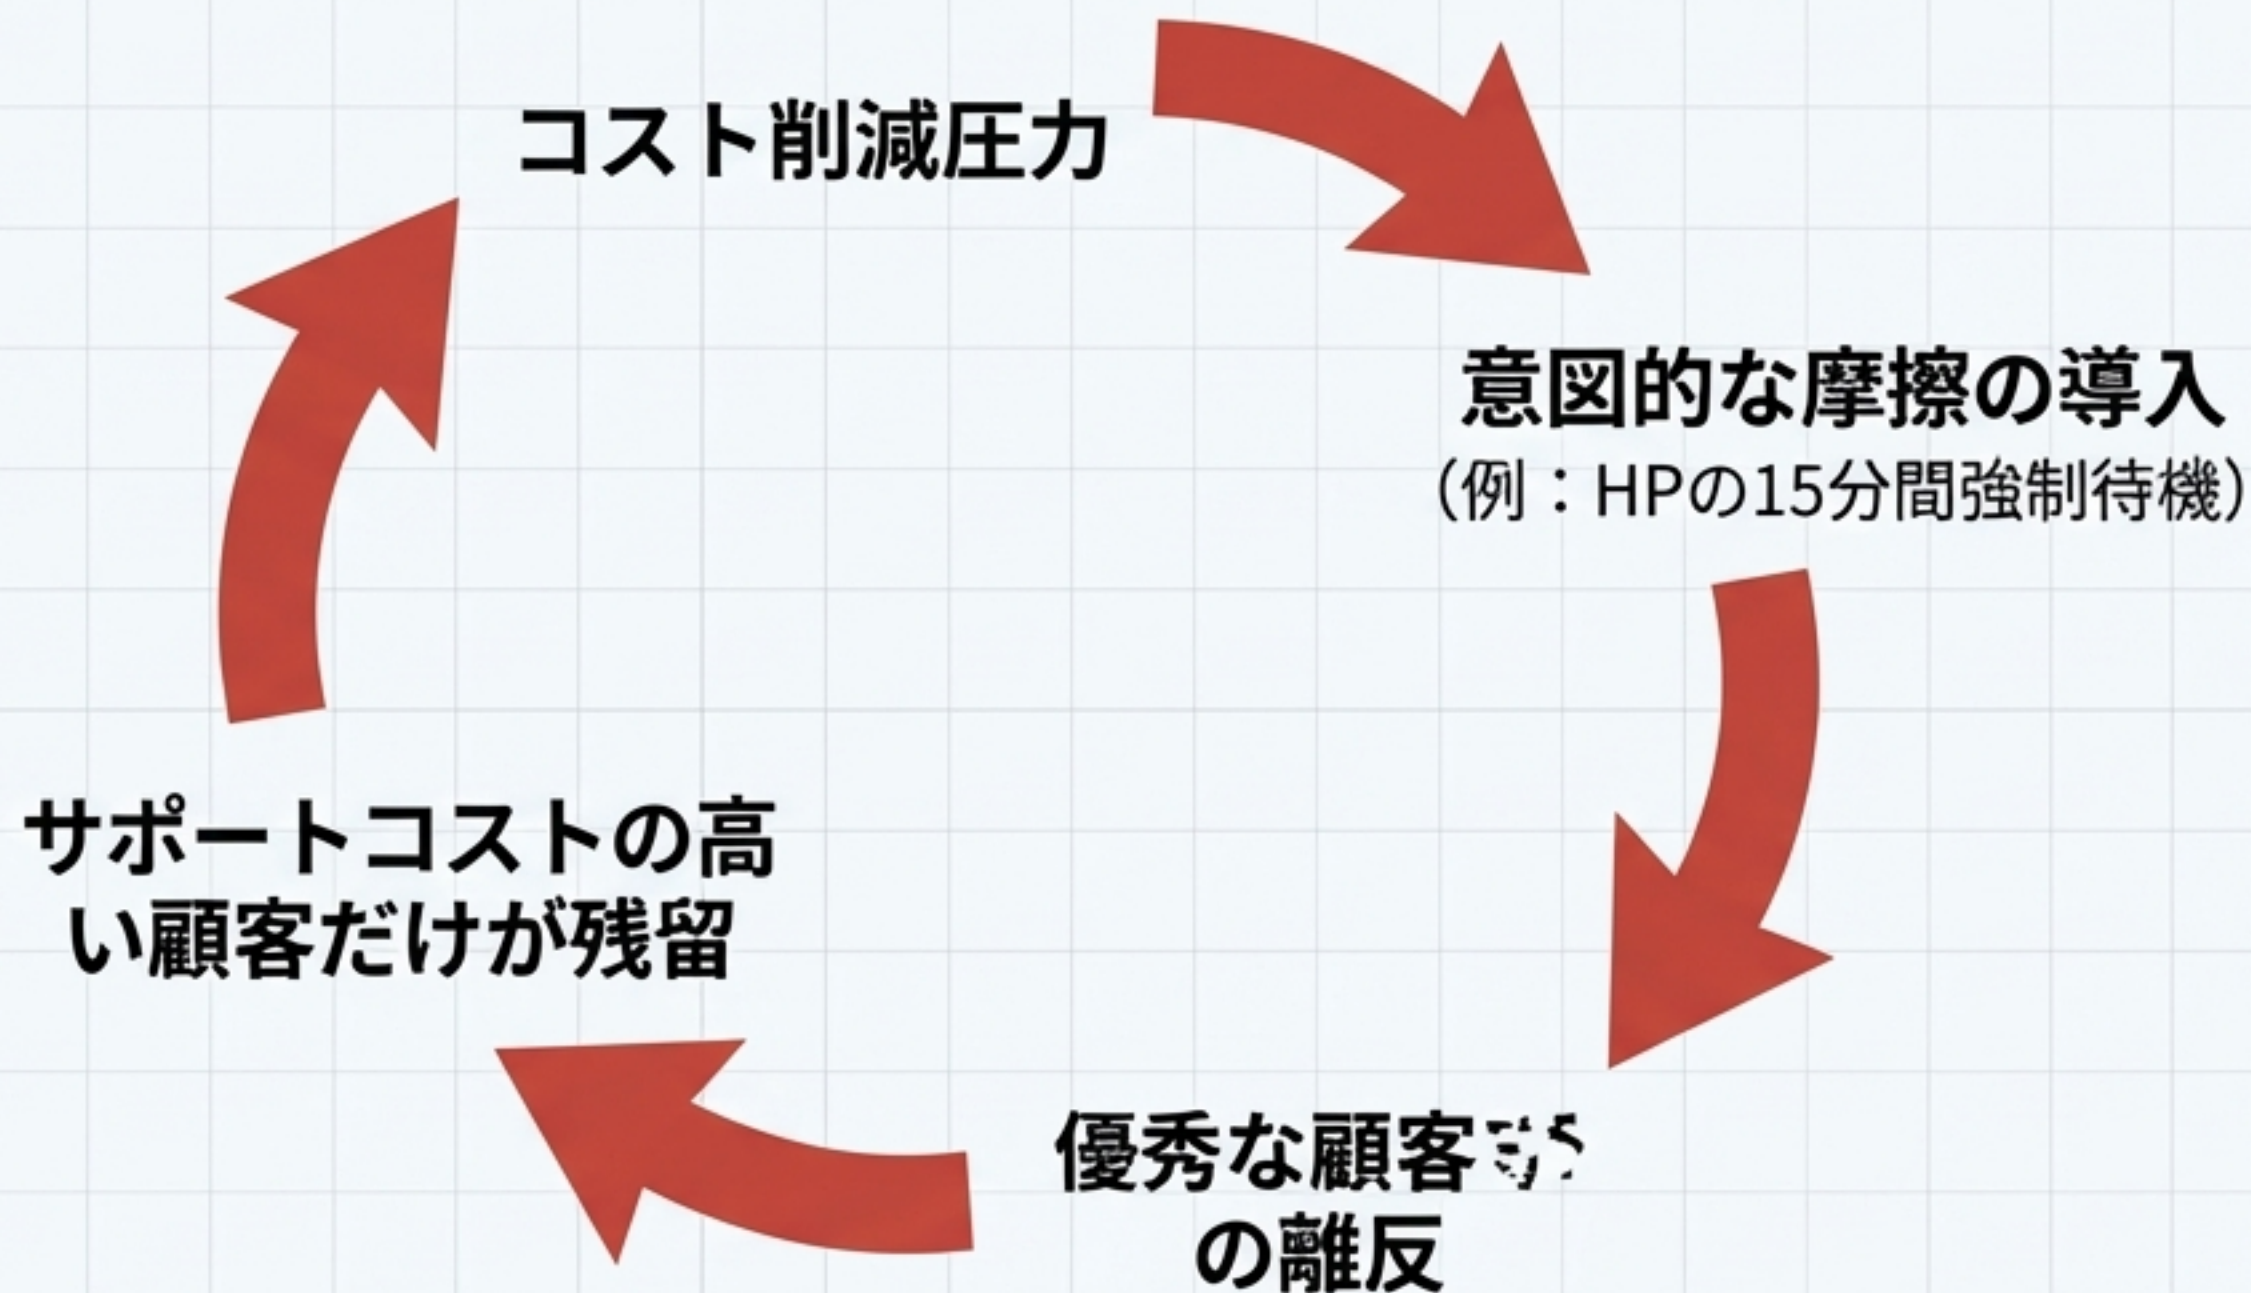 コスト削減圧力
意図的な摩擦の導入
（例：HPの15分間強制待機）
優秀な顧客
の離反
サポートコストの高
い顧客だけが残留